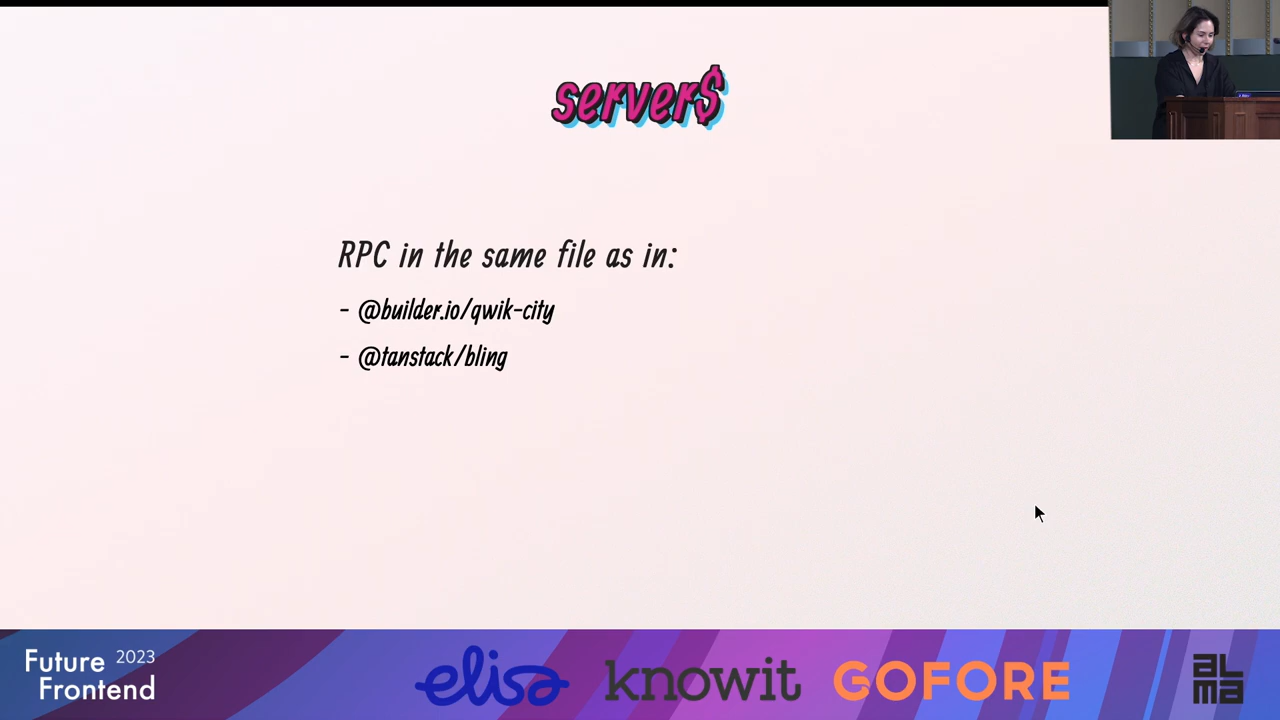 server$
RPC in the same file as in:
- @builder.io/qwik-city
- @tanstack/bling
Future 2023
Frontend
elisa
knowit
GOFORE
ALMA